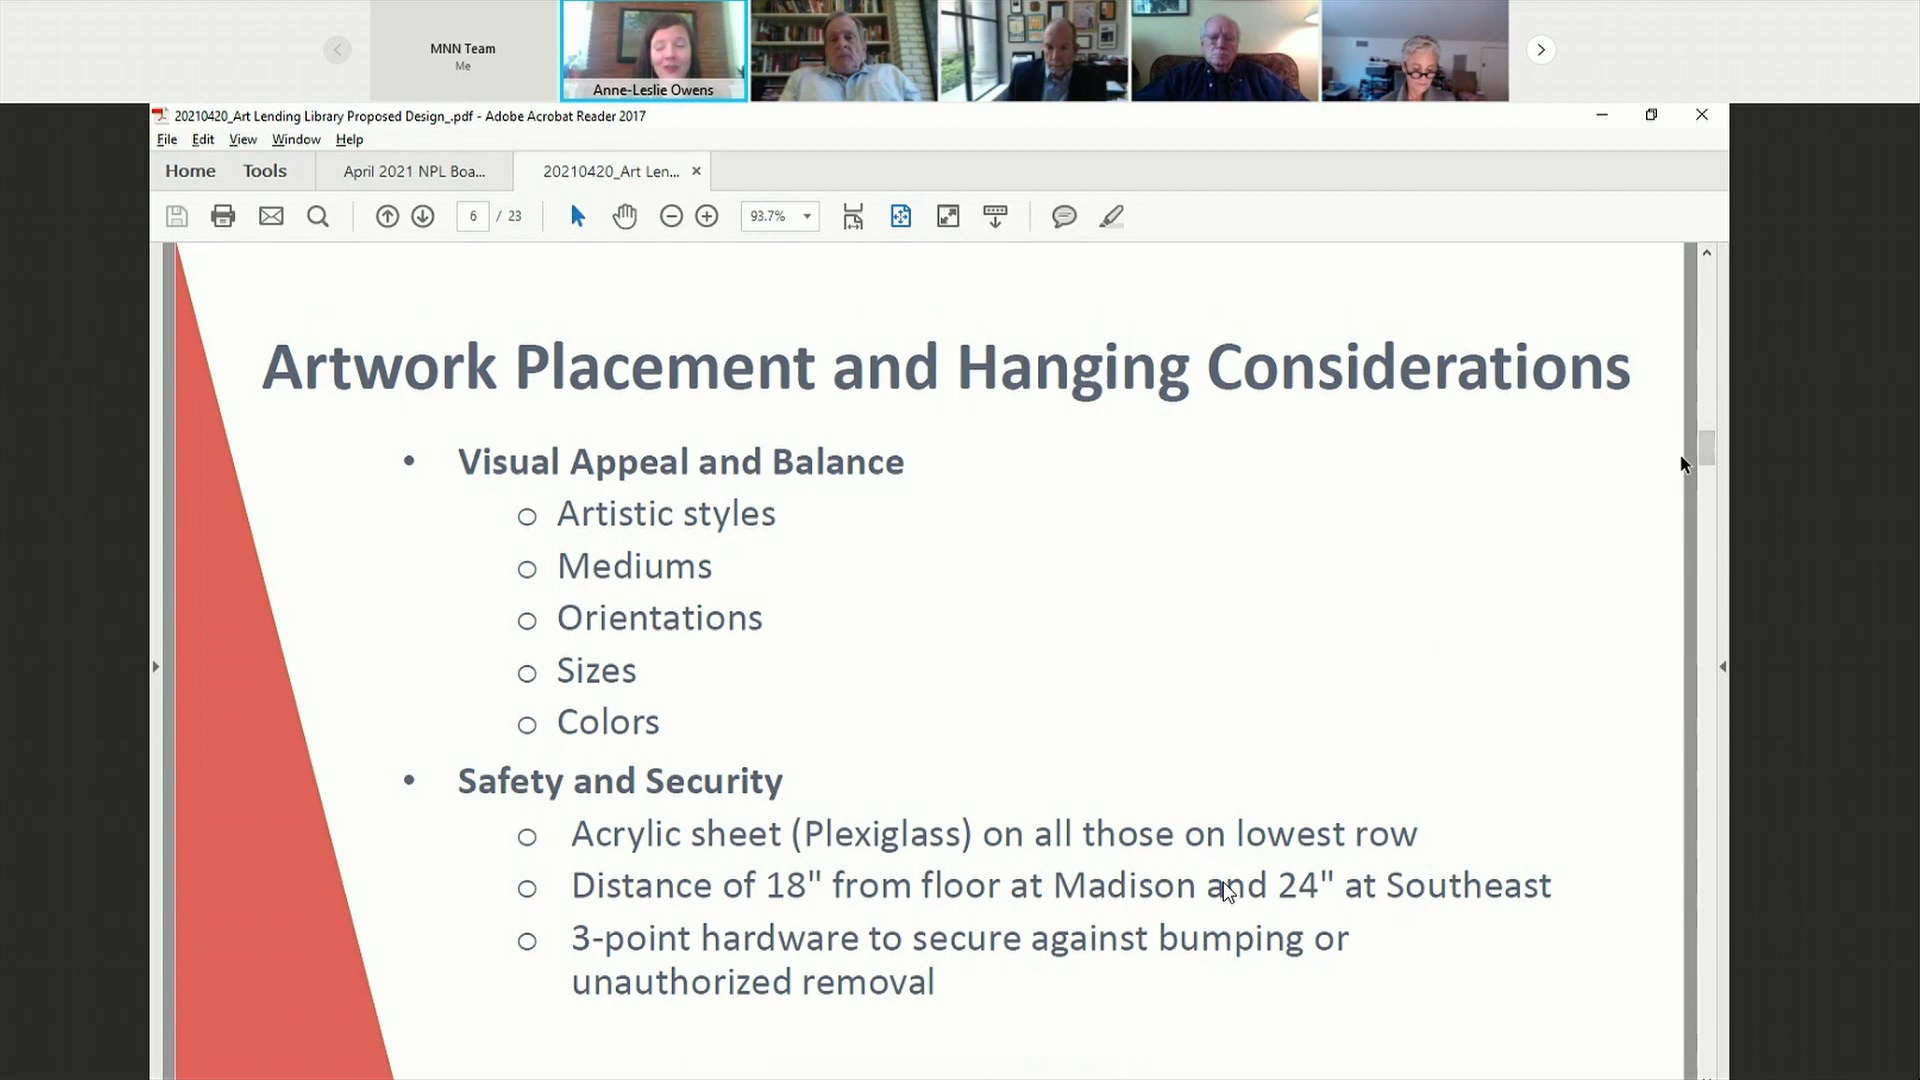 MNN Team
Me
Anne-Leslie Owens
20210420_Art Lending Library Proposed Design_.pdf - Adobe Acrobat Reader 2017
File Edit View Window Help
Home Tools April 2021 NPL Boa... 20210420_Art Len...
6 / 23 93.7%
Artwork Placement and Hanging Considerations
• Visual Appeal and Balance
o Artistic styles
o Mediums
o Orientations
o Sizes
o Colors
• Safety and Security
o Acrylic sheet (Plexiglass) on all those on lowest row
o Distance of 18" from floor at Madison and 24" at Southeast
o 3-point hardware to secure against bumping or
unauthorized removal